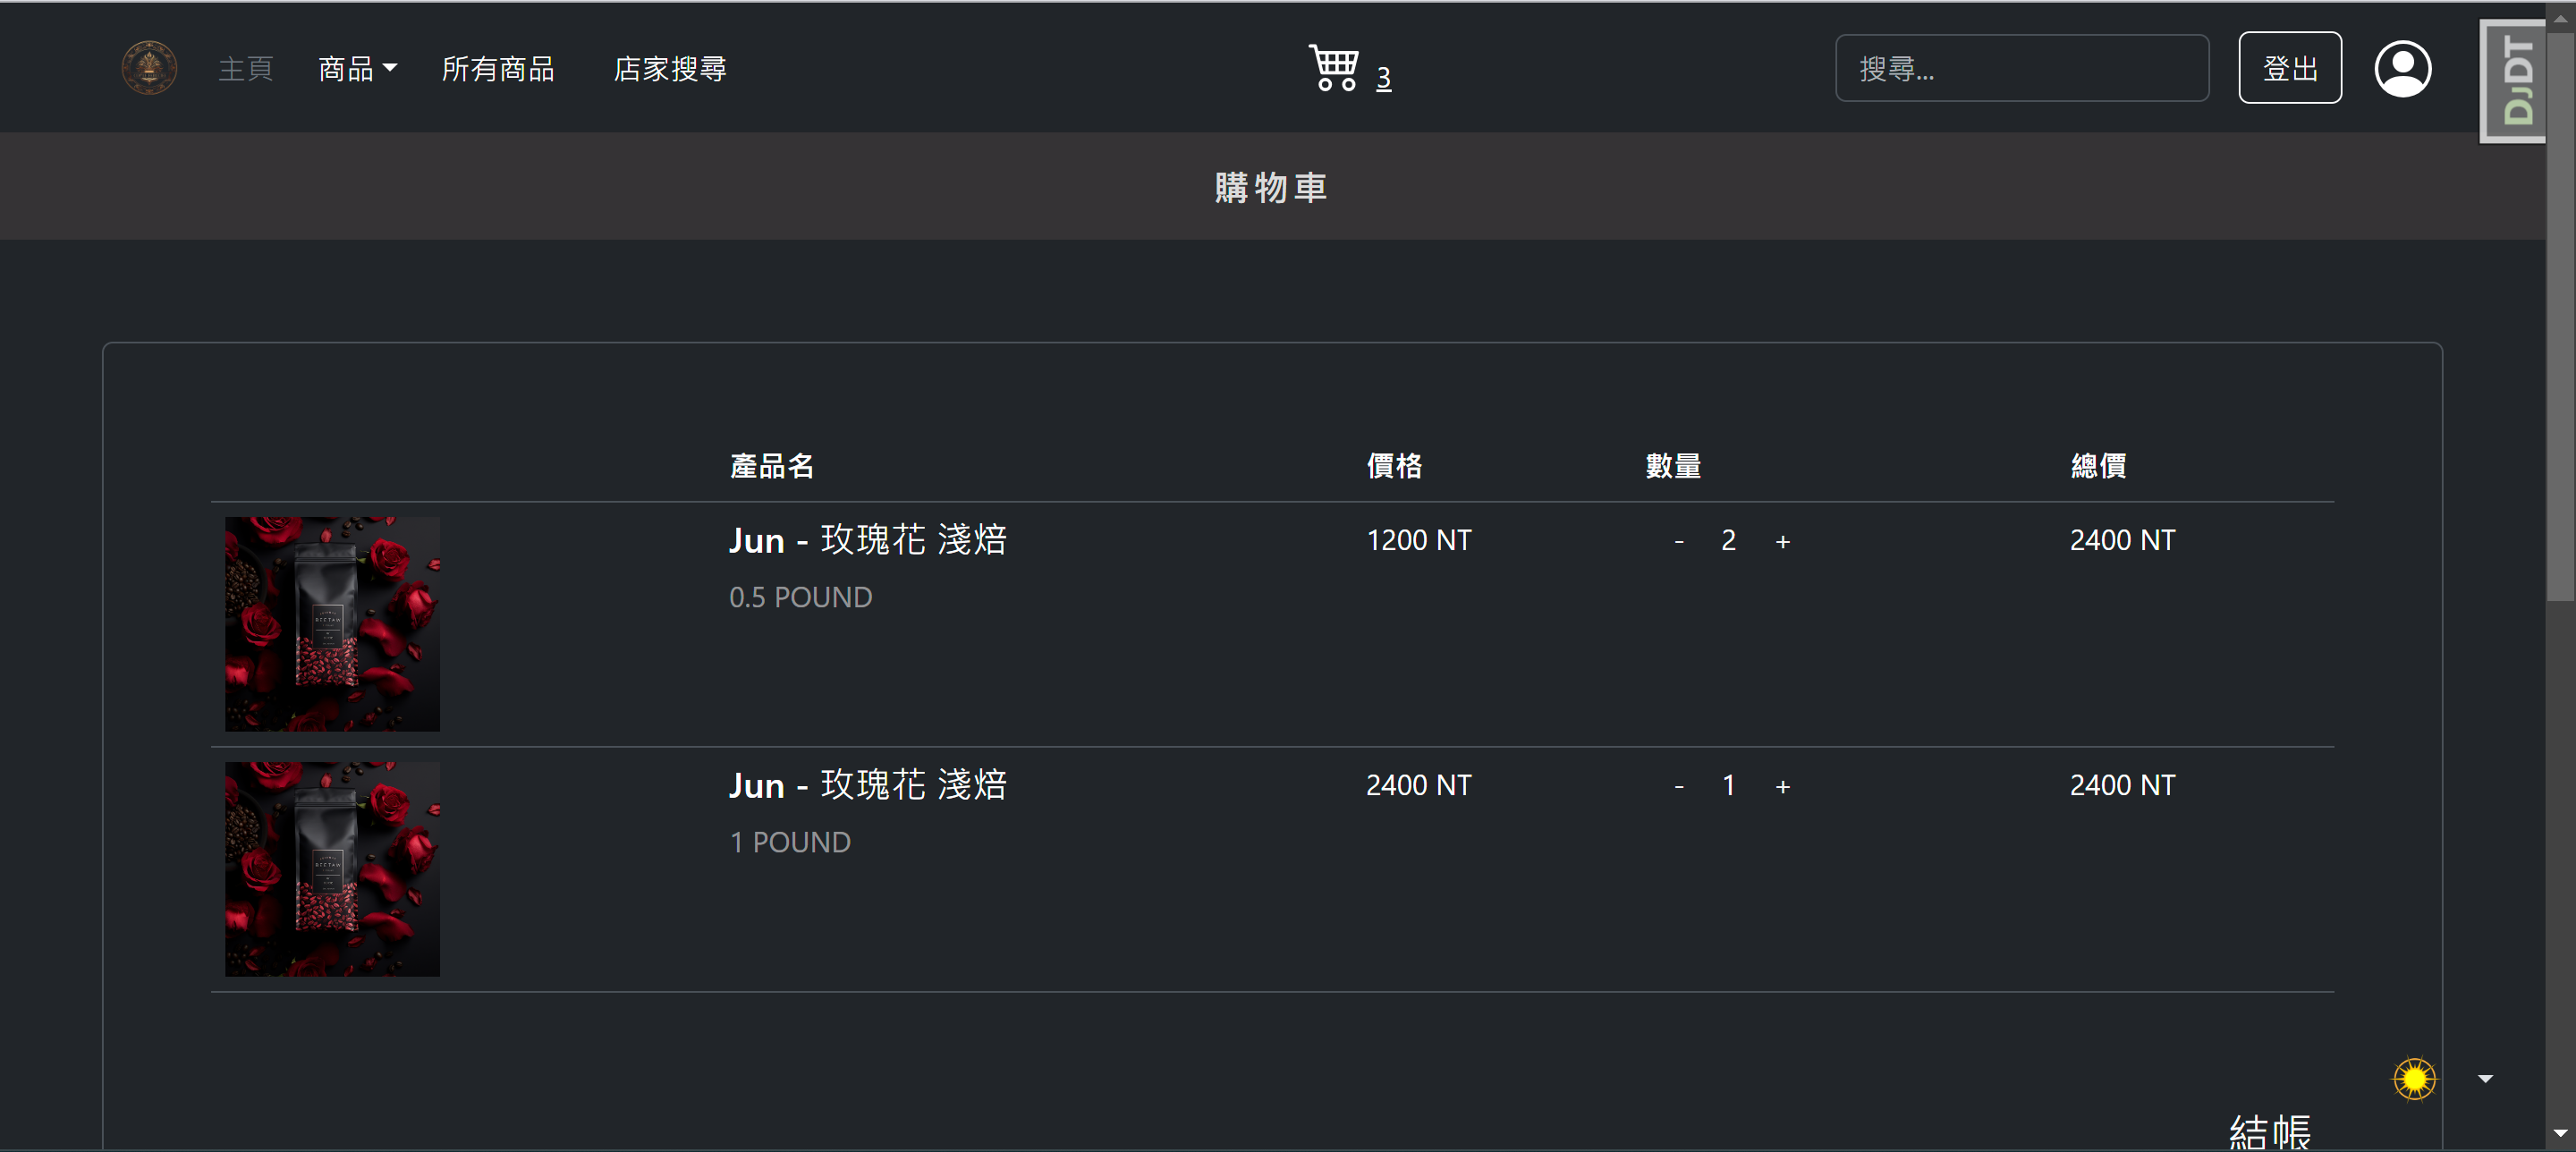 主頁 商品 所有商品 店家搜尋 3 搜尋... 登出
DJDT
購物車
產品名 價格 數量 總價
Jun - 玫瑰花 淺焙 1200 NT - 2 + 2400 NT
0.5 POUND
BEETAW
Jun - 玫瑰花 淺焙 2400 NT - 1 + 2400 NT
1 POUND
BEETAW
結帳